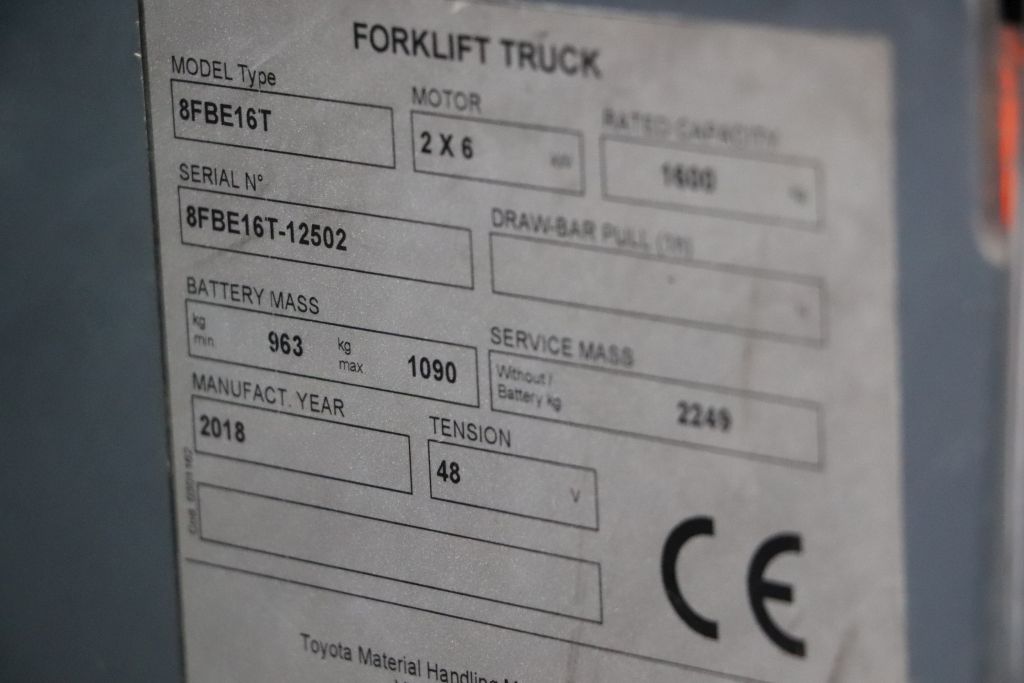 FORKLIFT TRUCK
MODEL Type
8FBE16T
MOTOR
2 X 6 kW
RATED CAPACITY
1600 kg
SERIAL N°
8FBE16T-12502
DRAW-BAR PULL
BATTERY MASS
kg min 963 kg max 1090
SERVICE MASS
Without / Battery kg 2249
MANUFACT. YEAR
2018
TENSION
48 V
CE
Toyota Material Handling